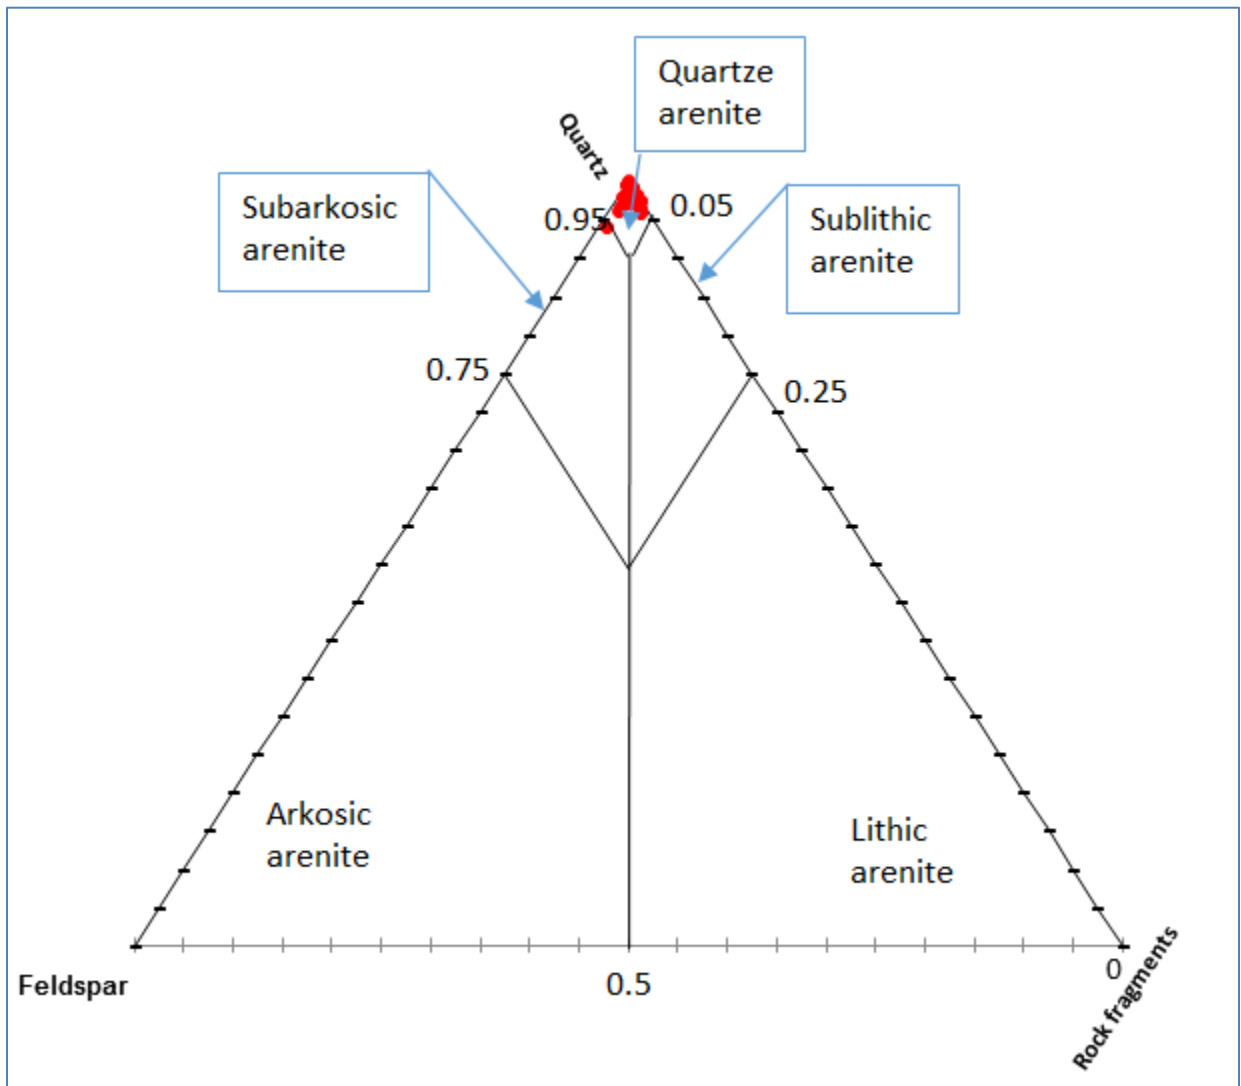 Quartze
arenite
Quartz
Subarkosic
arenite
0.95
0.05
Sublithic
arenite
0.75
0.25
Arkosic
arenite
Lithic
arenite
Feldspar
0.5
0
Rock fragments